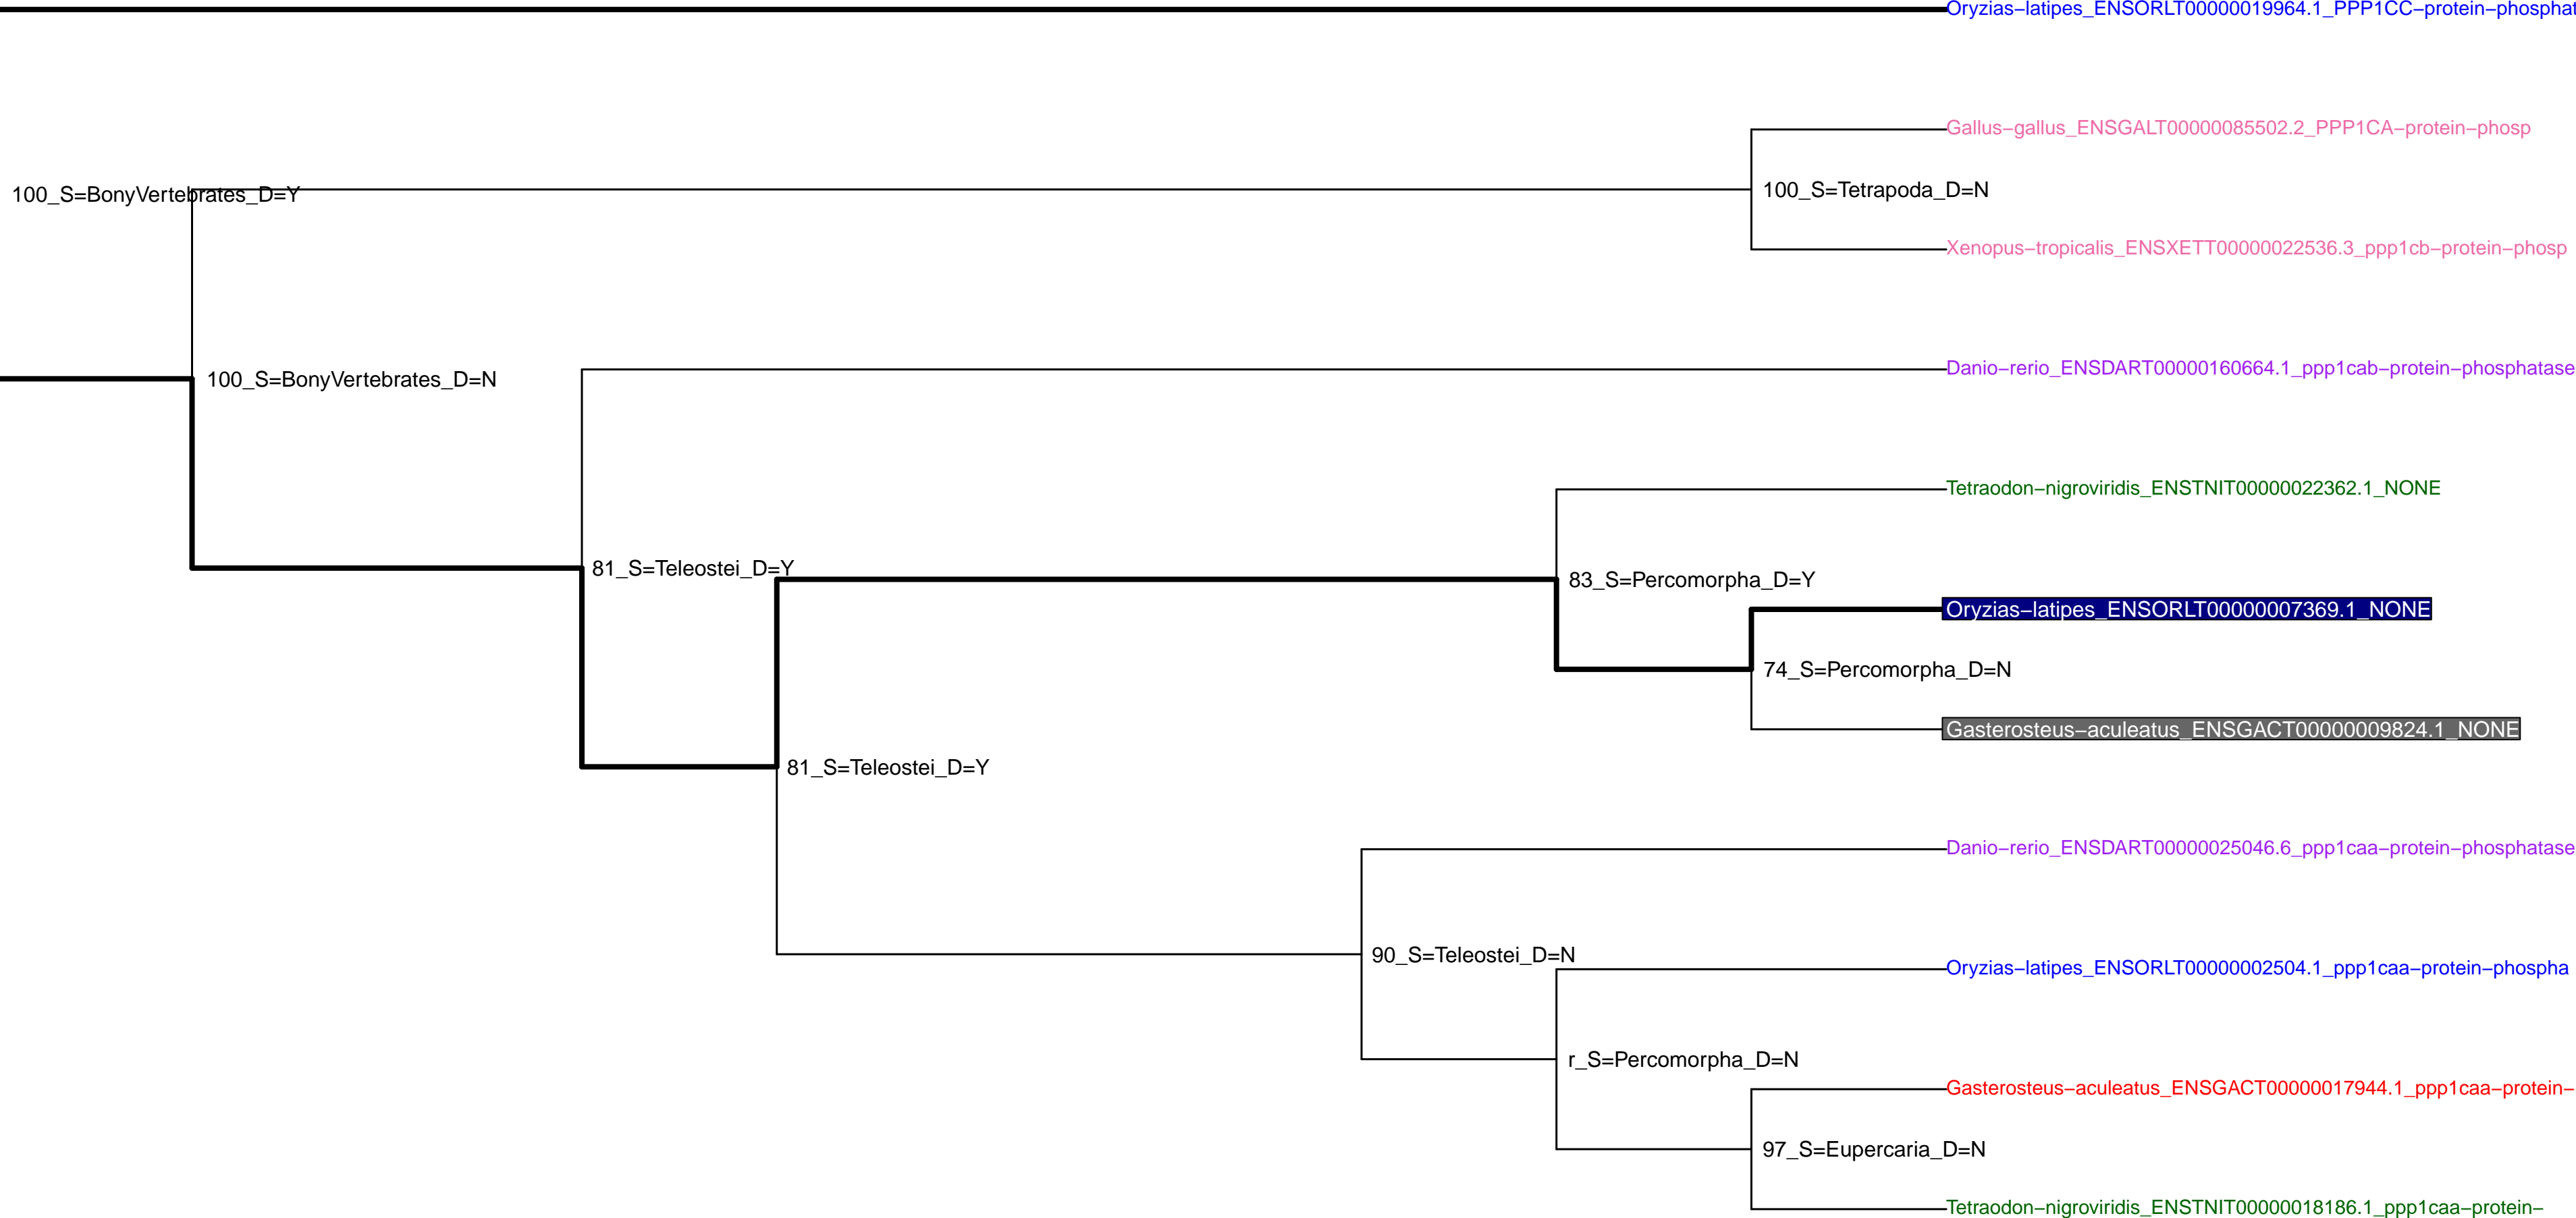 Oryzias−latipes_ENSORLT00000019964.1_PPP1CC−protein−phosphat
Gallus−gallus_ENSGALT00000085502.2_PPP1CA−protein−phosp
100_S=BonyVertebrates_D=Y
100_S=Tetrapoda_D=N
Xenopus−tropicalis_ENSXETT00000022536.3_ppp1cb−protein−phosp
Danio−rerio_ENSDART00000160664.1_ppp1cab−protein−phosphatase
100_S=BonyVertebrates_D=N
Tetraodon−nigroviridis_ENSTNIT00000022362.1_NONE
81_S=Teleostei_D=Y
83_S=Percomorpha_D=Y
Oryzias−latipes_ENSORLT00000007369.1_NONE
74_S=Percomorpha_D=N
Gasterosteus−aculeatus_ENSGACT00000009824.1_NONE
81_S=Teleostei_D=Y
Danio−rerio_ENSDART00000025046.6_ppp1caa−protein−phosphatase
90_S=Teleostei_D=N
Oryzias−latipes_ENSORLT00000002504.1_ppp1caa−protein−phospha
r_S=Percomorpha_D=N
Gasterosteus−aculeatus_ENSGACT00000017944.1_ppp1caa−protein−
97_S=Eupercaria_D=N
Tetraodon−nigroviridis_ENSTNIT00000018186.1_ppp1caa−protein−